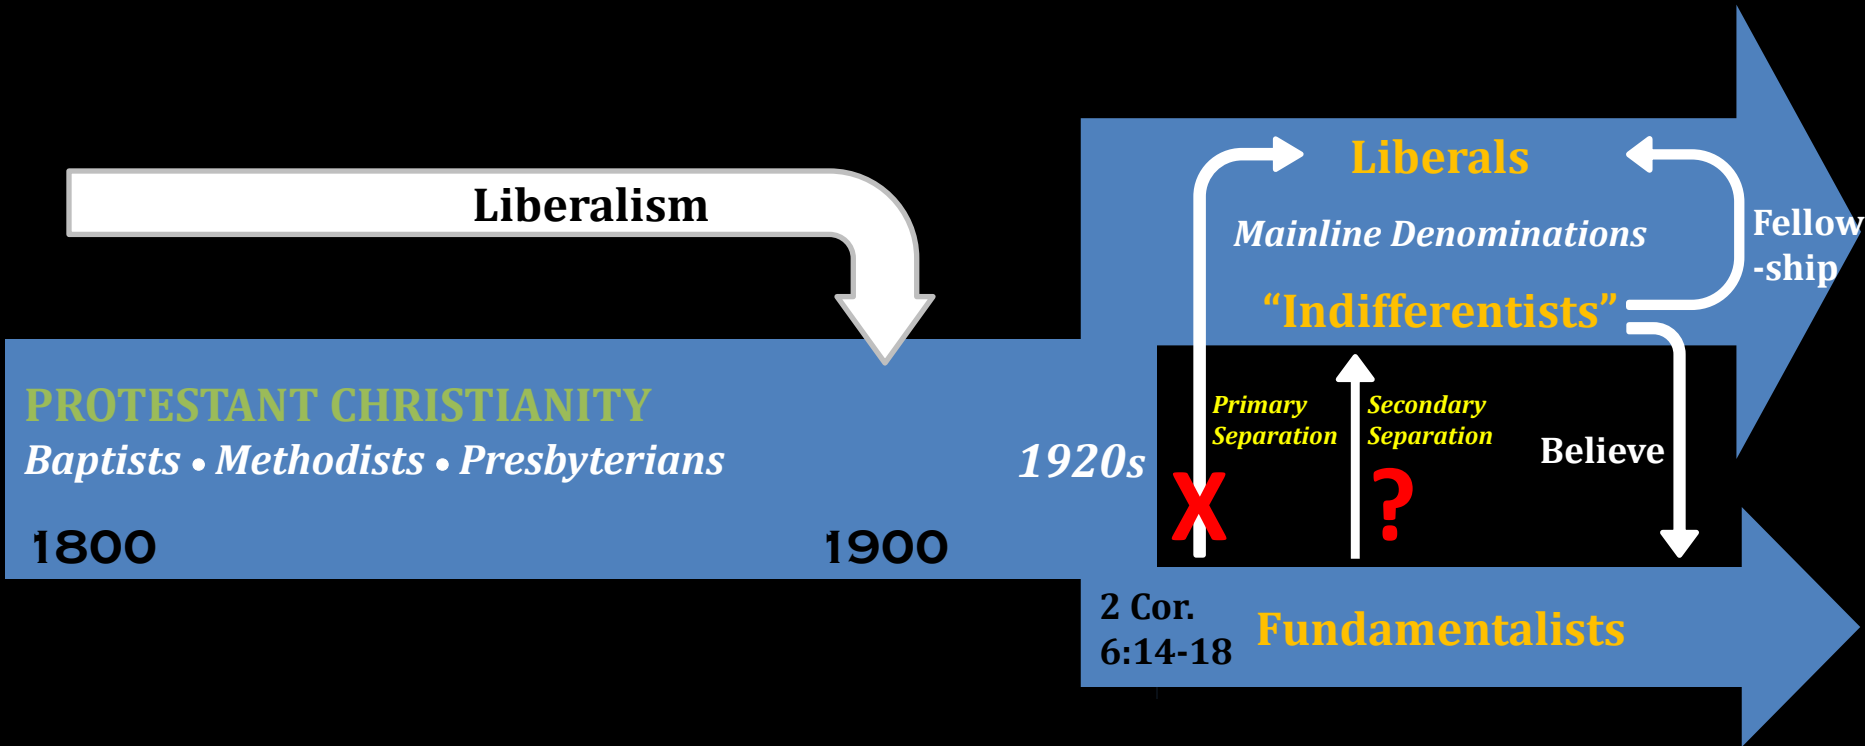 Liberalism
PROTESTANT CHRISTIANITY
Baptists • Methodists • Presbyterians
1800
1900
1920s
Liberals
Mainline Denominations
“Indifferentists”
Fellow
-ship
Primary
Separation
Secondary
Separation
X
?
Believe
2 Cor.
6:14-18
Fundamentalists